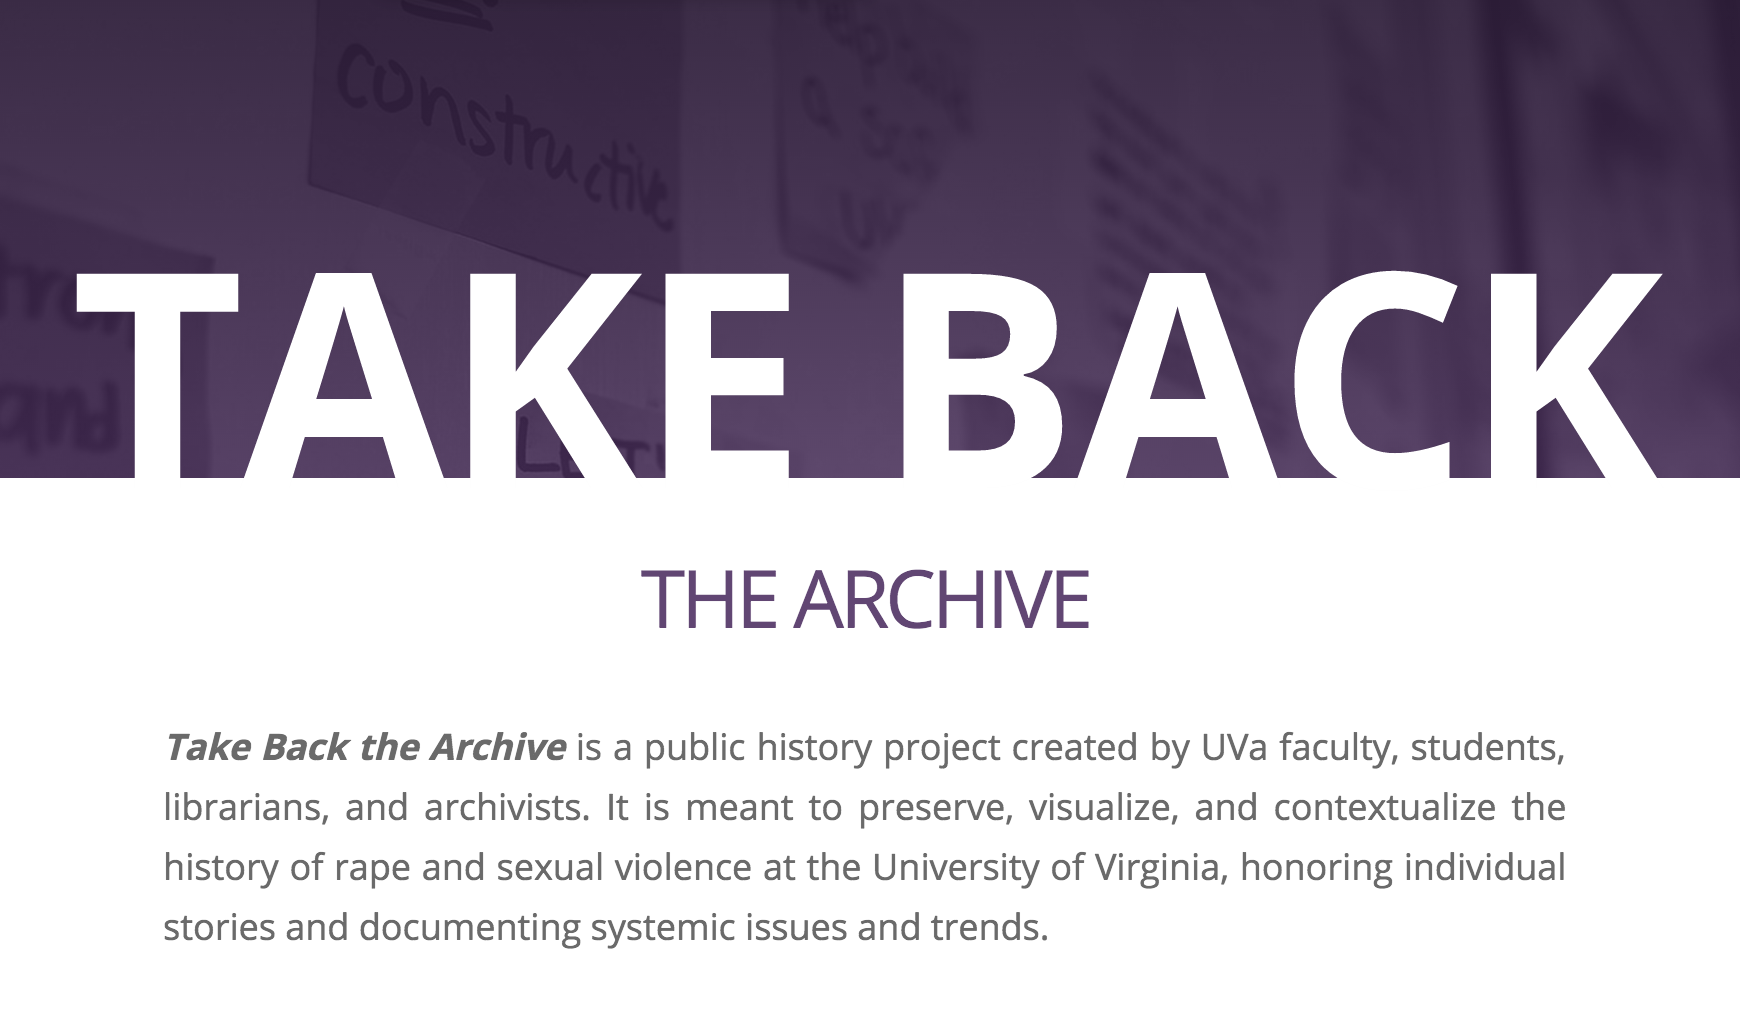 constructive
and
TAKE BACK
THE ARCHIVE
Take Back the Archive is a public history project created by UVa faculty, students,
librarians, and archivists. It is meant to preserve, visualize, and contextualize the
history of rape and sexual violence at the University of Virginia, honoring individual
stories and documenting systemic issues and trends.